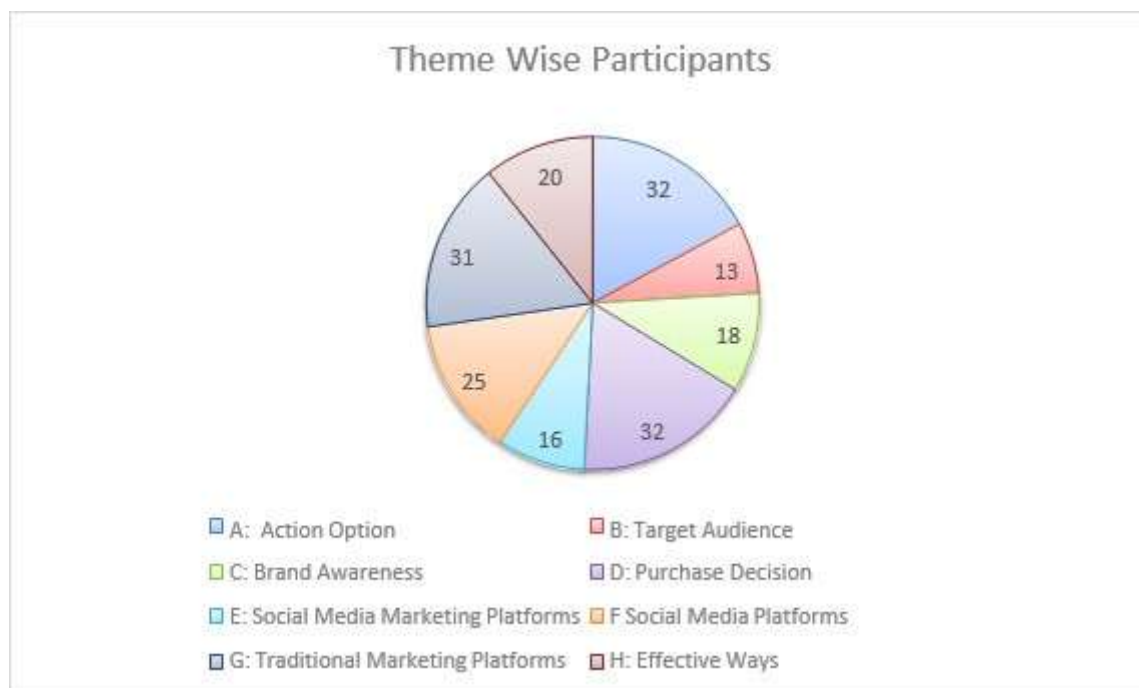 Theme Wise Participants
20
32
31
13
18
25
16
32
A:  Action Option
B: Target Audience
C: Brand Awareness
D: Purchase Decision
E: Social Media Marketing Platforms
F Social Media Platforms
G: Traditional Marketing Platforms
H: Effective Ways